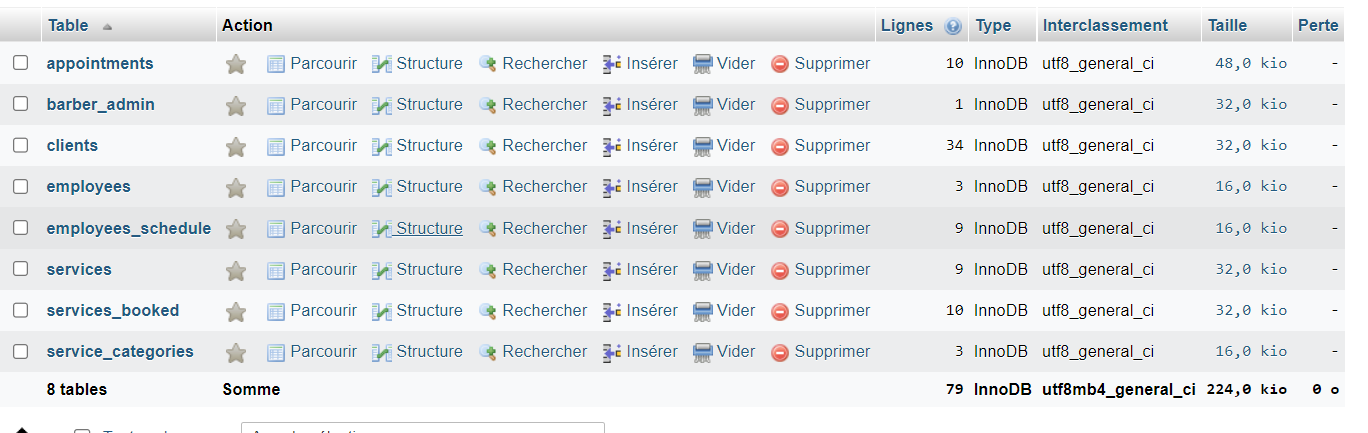 Table Action Lignes Type Interclassement Taille Perte
appointments Parcourir Structure Rechercher Insérer Vider Supprimer 10 InnoDB utf8_general_ci 48,0 kio -
barber_admin Parcourir Structure Rechercher Insérer Vider Supprimer 1 InnoDB utf8_general_ci 32,0 kio -
clients Parcourir Structure Rechercher Insérer Vider Supprimer 34 InnoDB utf8_general_ci 32,0 kio -
employees Parcourir Structure Rechercher Insérer Vider Supprimer 3 InnoDB utf8_general_ci 16,0 kio -
employees_schedule Parcourir Structure Rechercher Insérer Vider Supprimer 9 InnoDB utf8_general_ci 16,0 kio -
services Parcourir Structure Rechercher Insérer Vider Supprimer 9 InnoDB utf8_general_ci 32,0 kio -
services_booked Parcourir Structure Rechercher Insérer Vider Supprimer 10 InnoDB utf8_general_ci 32,0 kio -
service_categories Parcourir Structure Rechercher Insérer Vider Supprimer 3 InnoDB utf8_general_ci 16,0 kio -
8 tables Somme 79 InnoDB utf8mb4_general_ci 224,0 kio 0 o